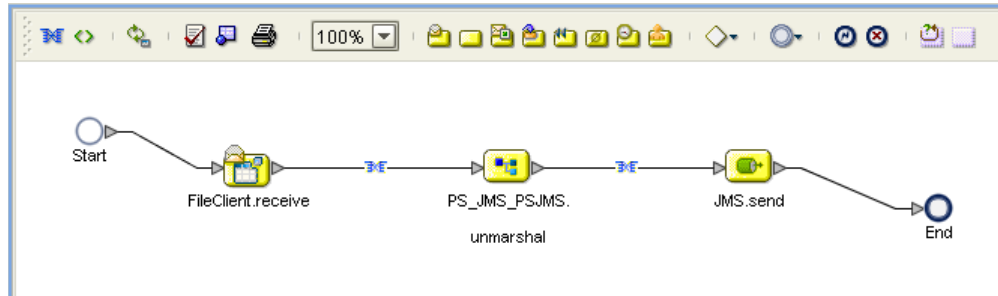 100%
Start
FileClient.receive
PS_JMS_PSJMS.
unmarshal
JMS.send
End